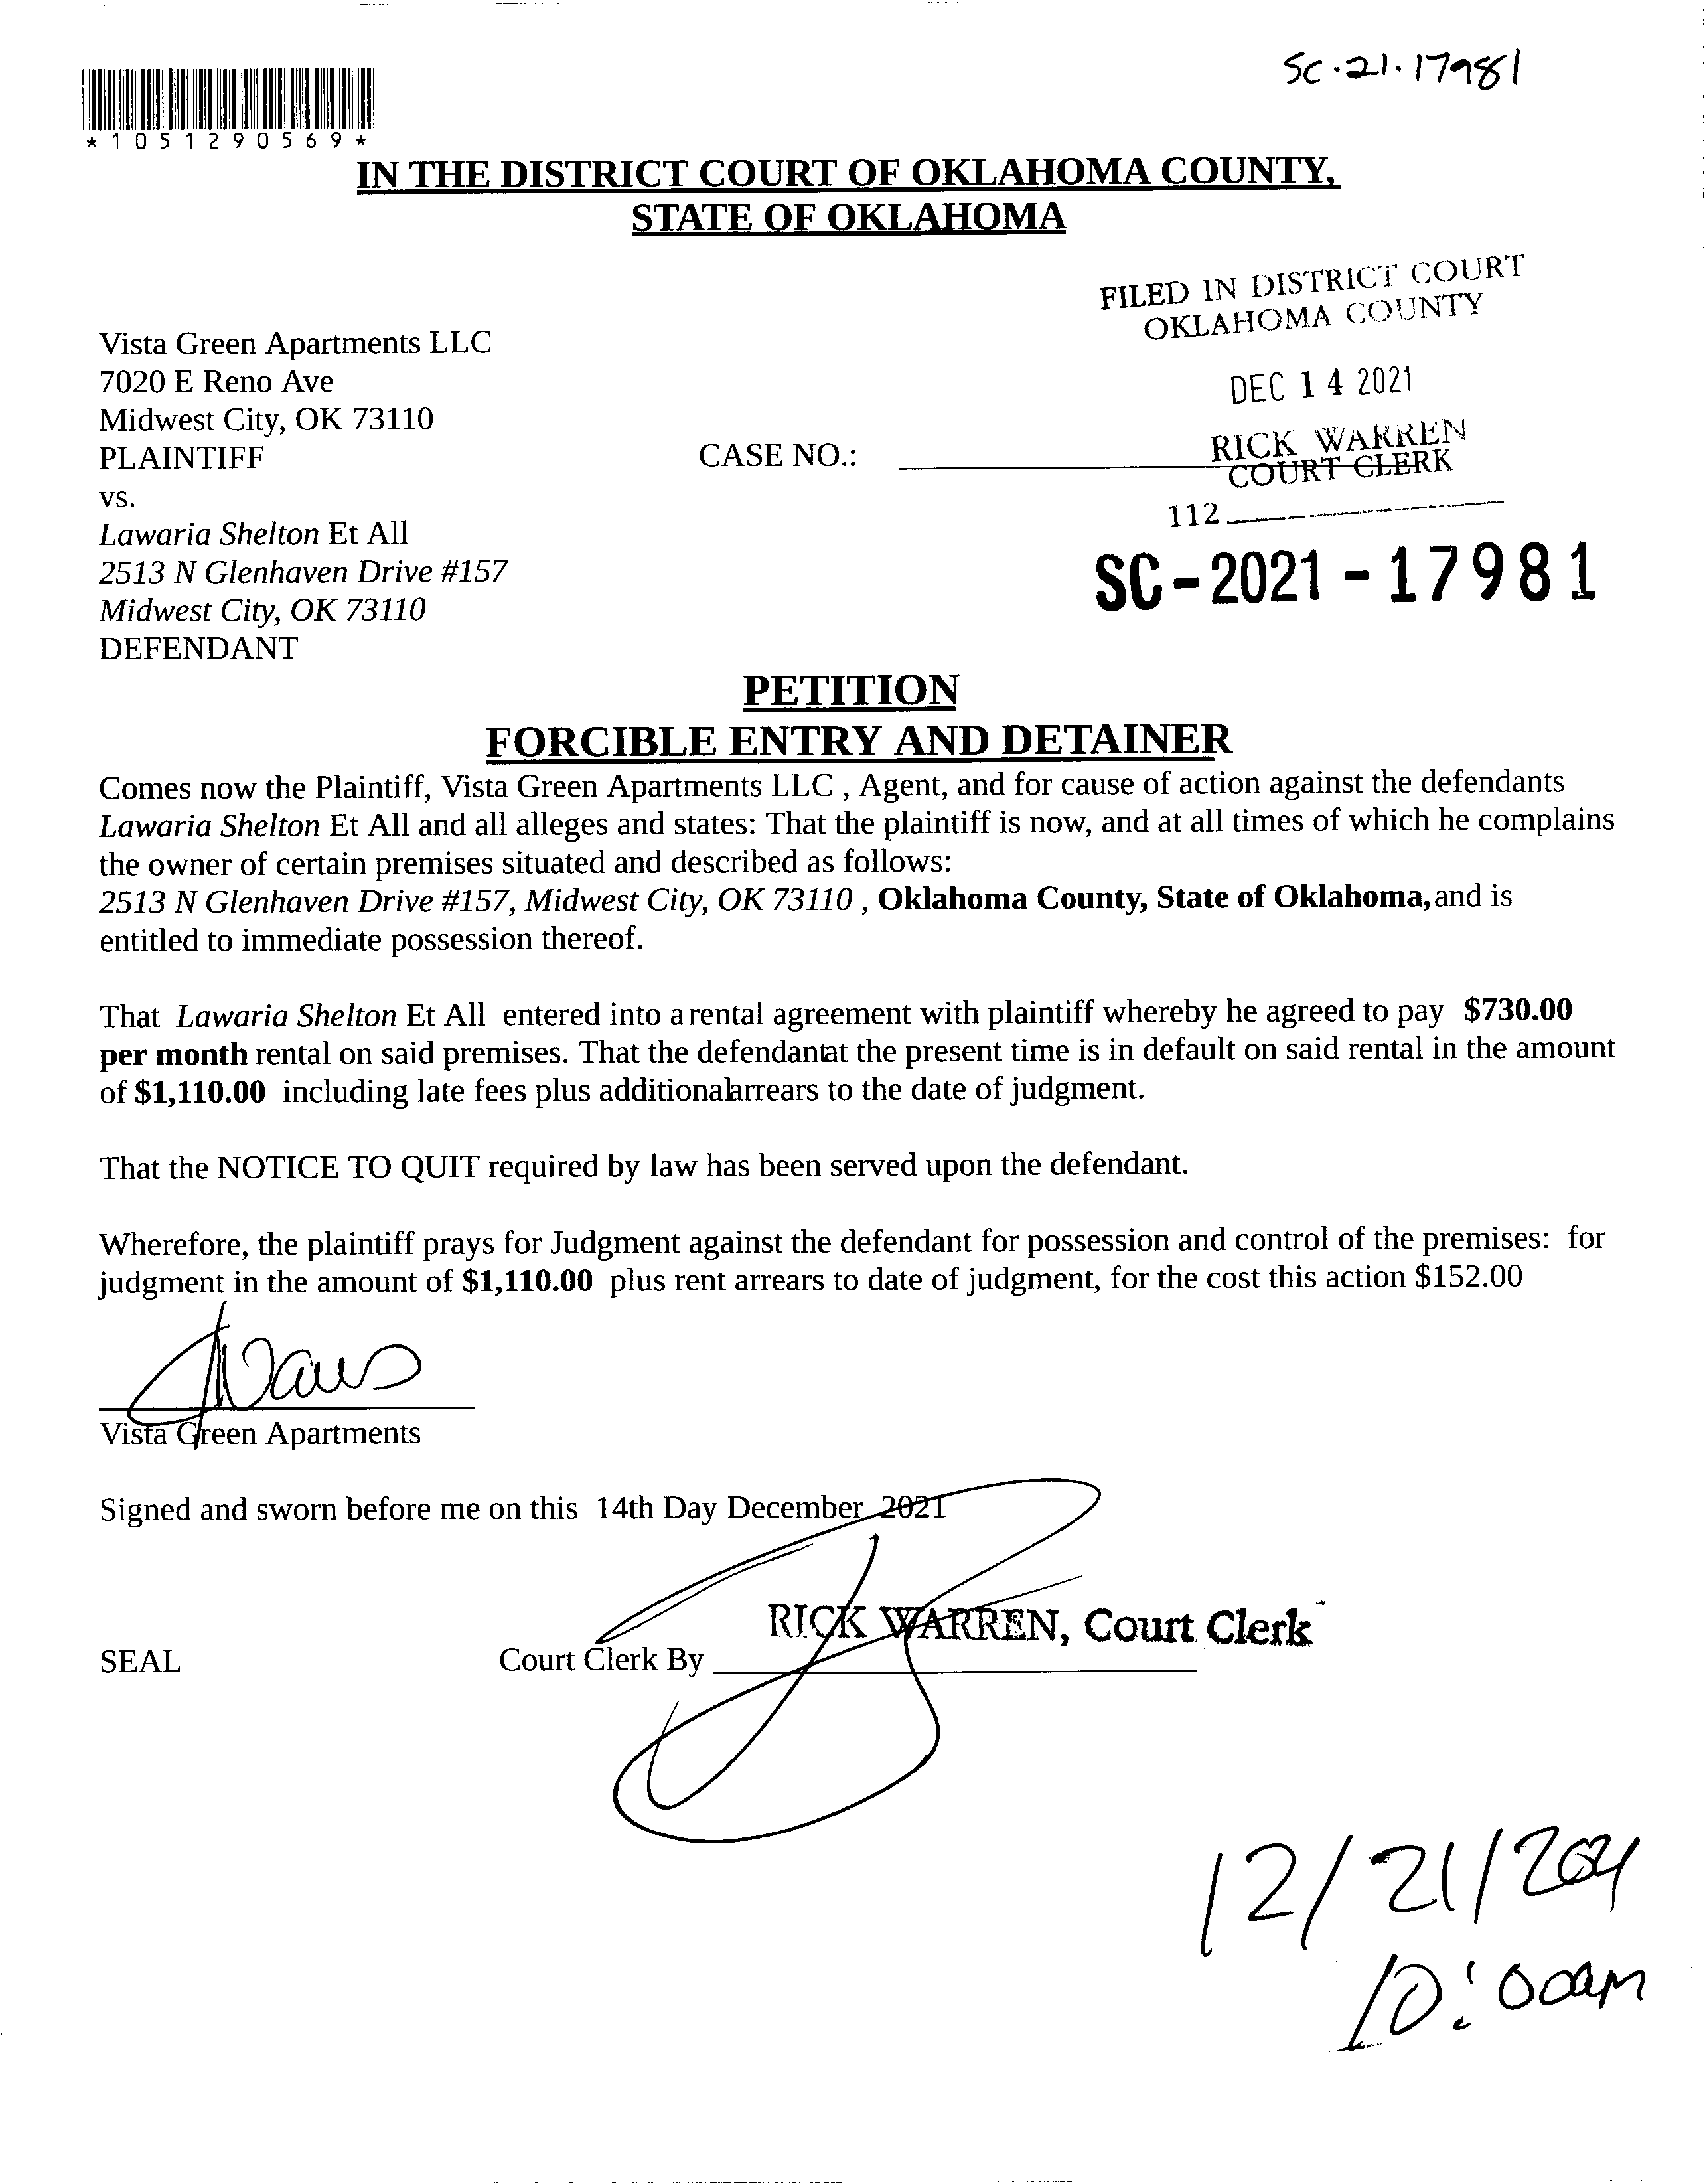 SC·21·17981
*1051290569*
IN THE DISTRICT COURT OF OKLAHOMA COUNTY,
STATE OF OKLAHOMA
FILED IN DISTRICT COURT
OKLAHOMA COUNTY
DEC 14 2021
RICK WARREN
COURT CLERK
112
SC-2021-17981
Vista Green Apartments LLC
7020 E Reno Ave
Midwest City, OK 73110
PLAINTIFF
CASE NO.:
vs.
Lawaria Shelton Et All
2513 N Glenhaven Drive #157
Midwest City, OK 73110
DEFENDANT
PETITION
FORCIBLE ENTRY AND DETAINER
Comes now the Plaintiff, Vista Green Apartments LLC , Agent, and for cause of action against the defendants
Lawaria Shelton Et All and all alleges and states: That the plaintiff is now, and at all times of which he complains
the owner of certain premises situated and described as follows:
2513 N Glenhaven Drive #157, Midwest City, OK 73110 , Oklahoma County, State of Oklahoma, and is
entitled to immediate possession thereof.
That Lawaria Shelton Et All entered into a rental agreement with plaintiff whereby he agreed to pay $730.00
per month rental on said premises. That the defendant at the present time is in default on said rental in the amount
of $1,110.00 including late fees plus additional arrears to the date of judgment.
That the NOTICE TO QUIT required by law has been served upon the defendant.
Wherefore, the plaintiff prays for Judgment against the defendant for possession and control of the premises: for
judgment in the amount of $1,110.00 plus rent arrears to date of judgment, for the cost this action $152.00
Vista Green Apartments
Signed and sworn before me on this 14th Day December 2021
RICK WARREN, Court Clerk
SEAL
Court Clerk By
12/21/2021
10:00am